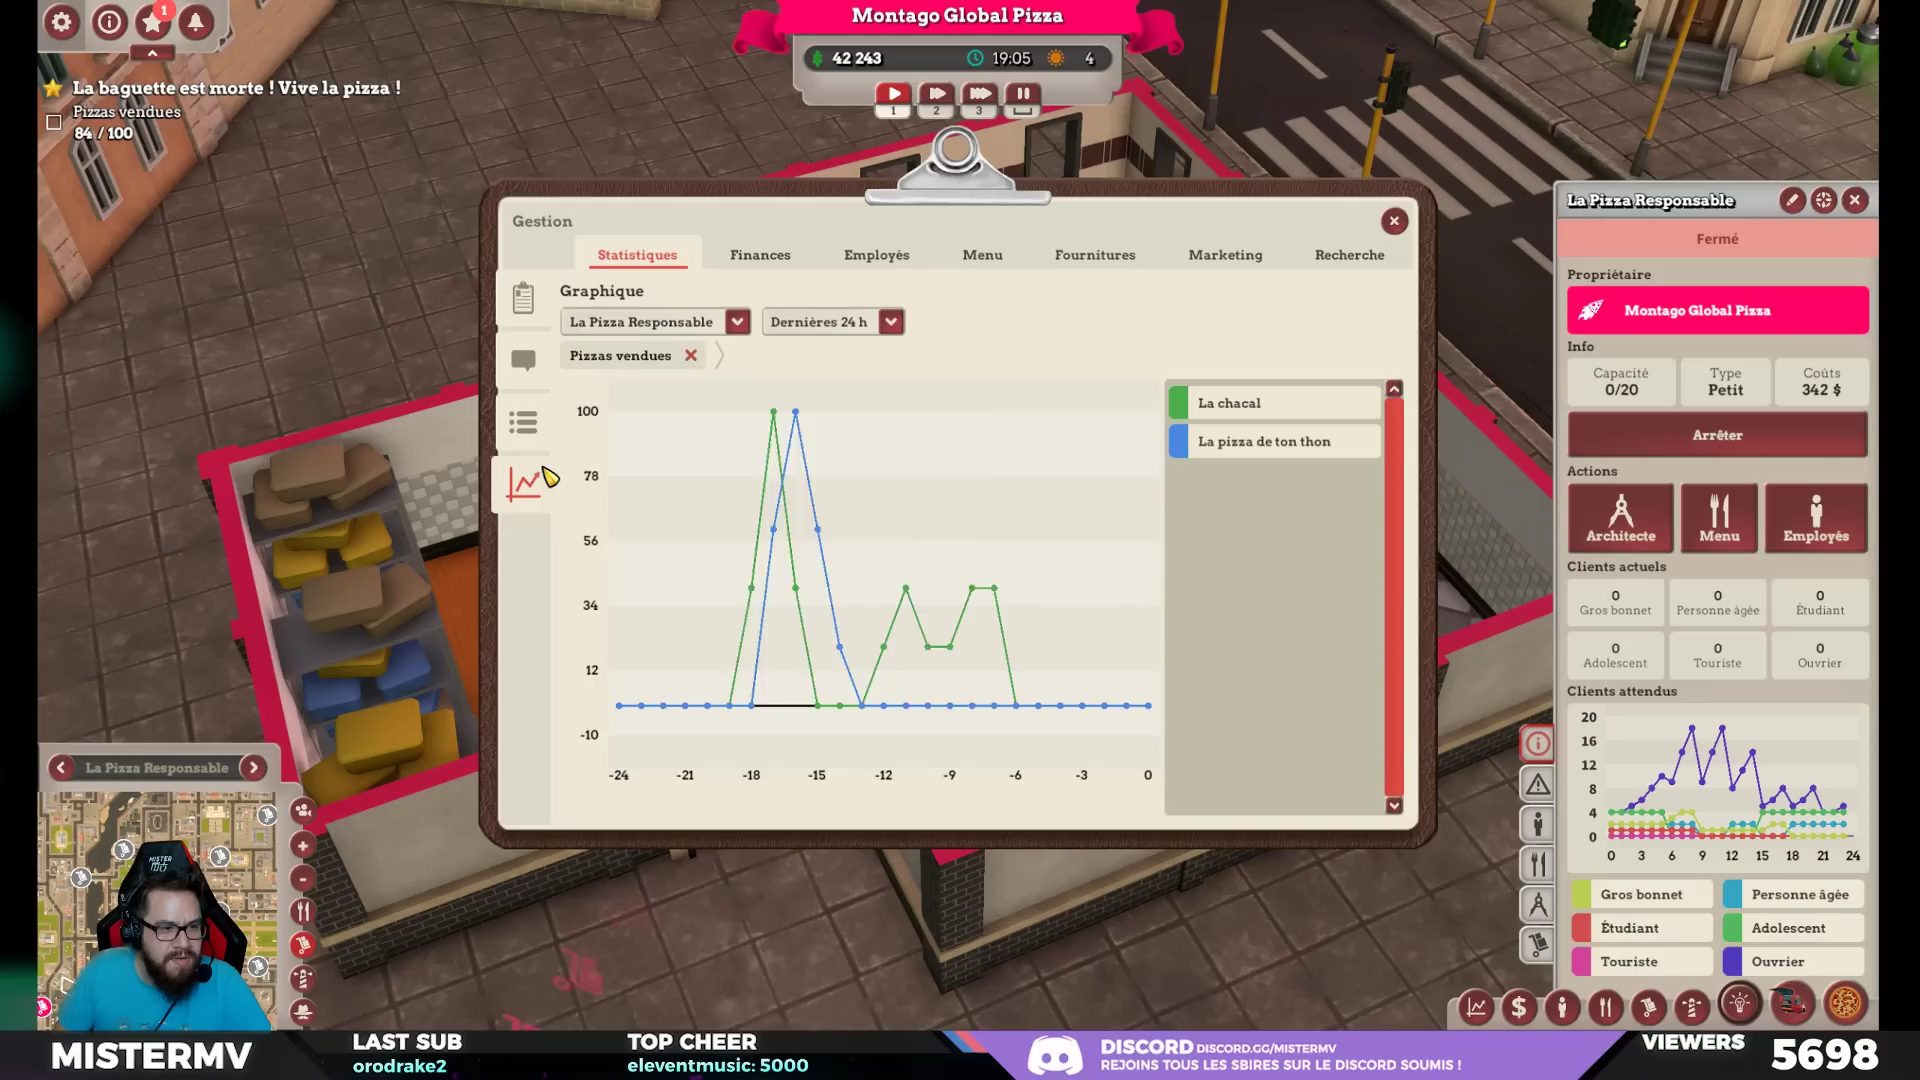 1
Montago Global Pizza
42 243
19:05
4
1
2
3
La baguette est morte ! Vive la pizza !
Pizzas vendues
84 / 100
Gestion
Statistiques
Finances
Employés
Menu
Fournitures
Marketing
Recherche
Graphique
La Pizza Responsable
Dernières 24 h
Pizzas vendues
100
78
56
34
12
-10
-24
-21
-18
-15
-12
-9
-6
-3
0
La chacal
La pizza de ton thon
La Pizza Responsable
Fermé
Propriétaire
Montago Global Pizza
Info
Capacité
0/20
Type
Petit
Coûts
342 $
Arrêter
Actions
Architecte
Menu
Employés
Clients actuels
0
Gros bonnet
0
Personne âgée
0
Étudiant
0
Adolescent
0
Touriste
0
Ouvrier
Clients attendus
20
16
12
8
4
0
0
3
6
9
12
15
18
21
24
Gros bonnet
Personne âgée
Étudiant
Adolescent
Touriste
Ouvrier
La Pizza Responsable
MISTER
MISTERMV
LAST SUB
orodrake2
TOP CHEER
eleventmusic: 5000
DISCORD DISCORD.GG/MISTERMV
REJOINS TOUS LES SBIRES SUR LE DISCORD SOUMIS !
VIEWERS
5698